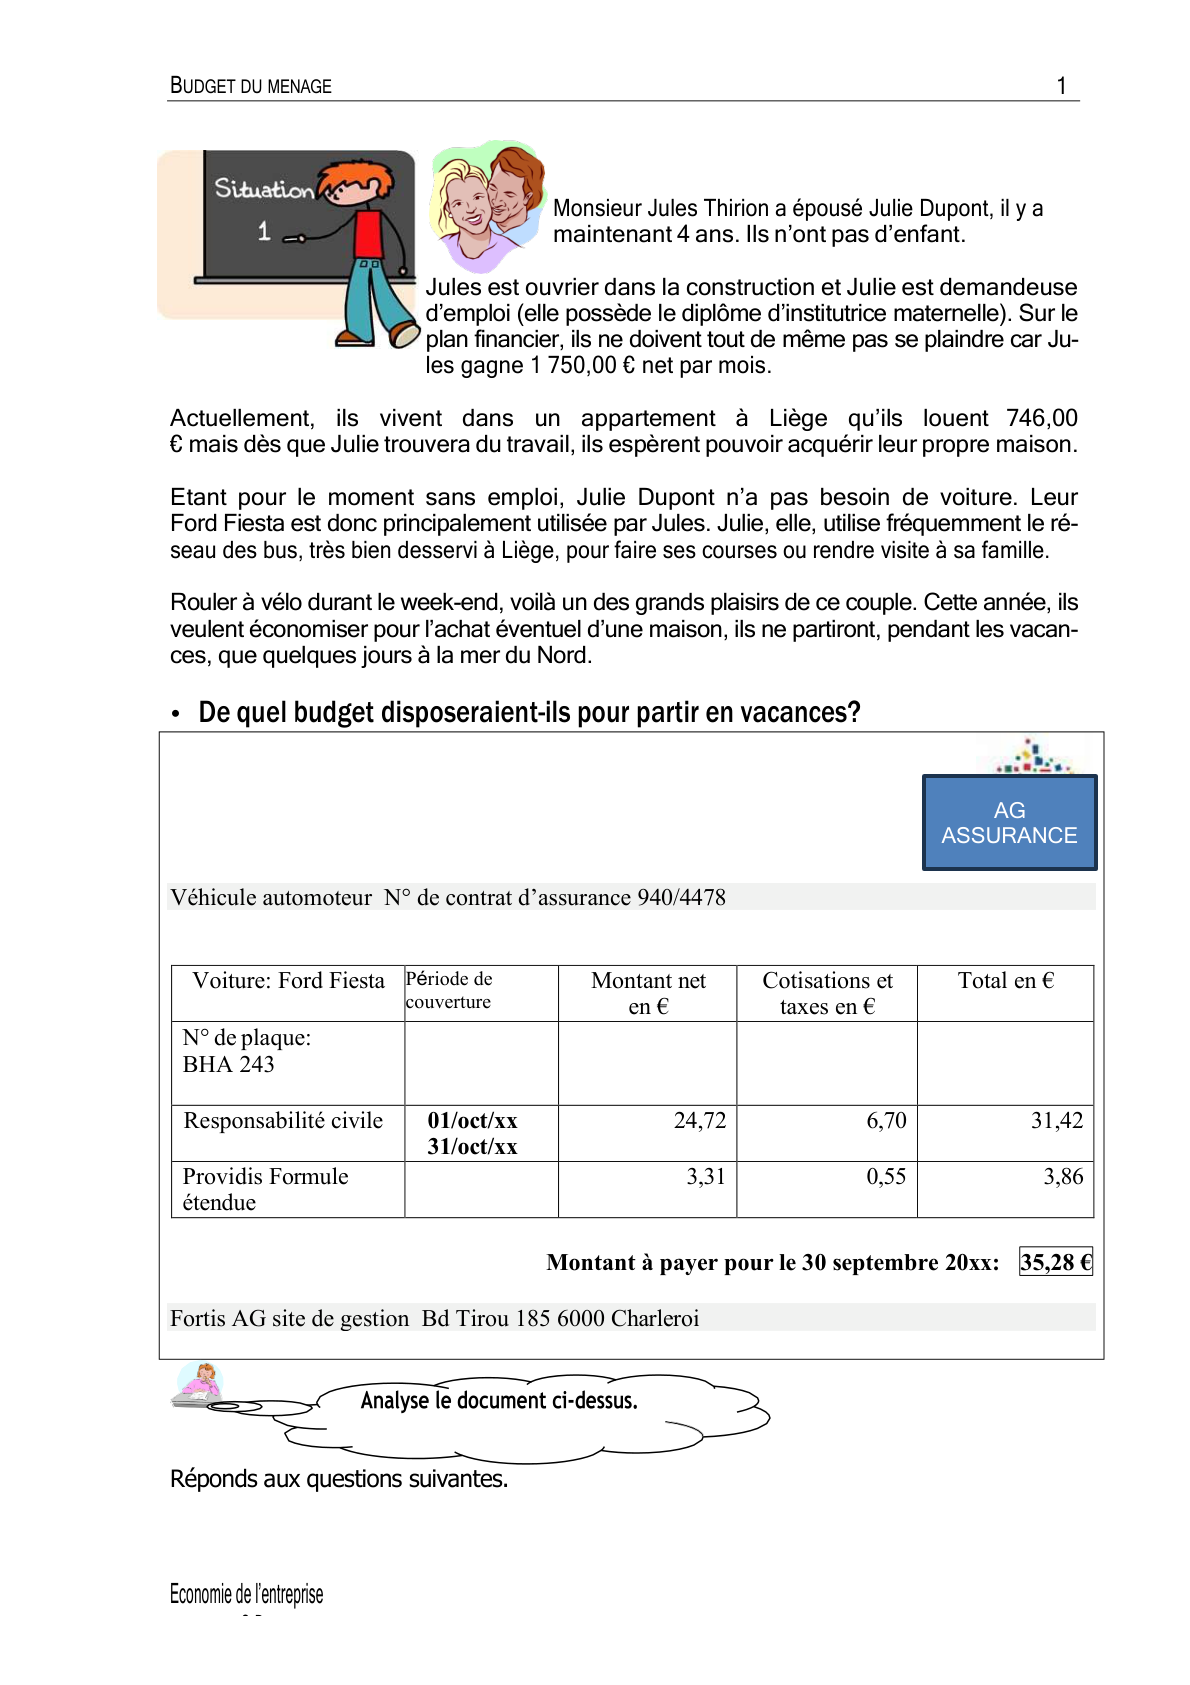 BUDGET DU MENAGE 1
Situation
1
Monsieur Jules Thirion a épousé Julie Dupont, il y a
maintenant 4 ans. Ils n’ont pas d’enfant.
Jules est ouvrier dans la construction et Julie est demandeuse
d’emploi (elle possède le diplôme d’institutrice maternelle). Sur le
plan financier, ils ne doivent tout de même pas se plaindre car Ju-
les gagne 1 750,00 € net par mois.
Actuellement, ils vivent dans un appartement à Liège qu’ils louent 746,00
€ mais dès que Julie trouvera du travail, ils espèrent pouvoir acquérir leur propre maison.
Etant pour le moment sans emploi, Julie Dupont n’a pas besoin de voiture. Leur
Ford Fiesta est donc principalement utilisée par Jules. Julie, elle, utilise fréquemment le ré-
seau des bus, très bien desservi à Liège, pour faire ses courses ou rendre visite à sa famille.
Rouler à vélo durant le week-end, voilà un des grands plaisirs de ce couple. Cette année, ils
veulent économiser pour l’achat éventuel d’une maison, ils ne partiront, pendant les vacan-
ces, que quelques jours à la mer du Nord.
• De quel budget disposeraient-ils pour partir en vacances?
AG
ASSURANCE
Véhicule automoteur N° de contrat d’assurance 940/4478
Voiture: Ford Fiesta Période de couverture Montant net en € Cotisations et taxes en € Total en €
N° de plaque:
BHA 243
Responsabilité civile 01/oct/xx 24,72 6,70 31,42
31/oct/xx
Providis Formule 3,31 0,55 3,86
étendue
Montant à payer pour le 30 septembre 20xx: 35,28 €
Fortis AG site de gestion Bd Tirou 185 6000 Charleroi
Analyse le document ci-dessus.
Réponds aux questions suivantes.
Economie de l’entreprise